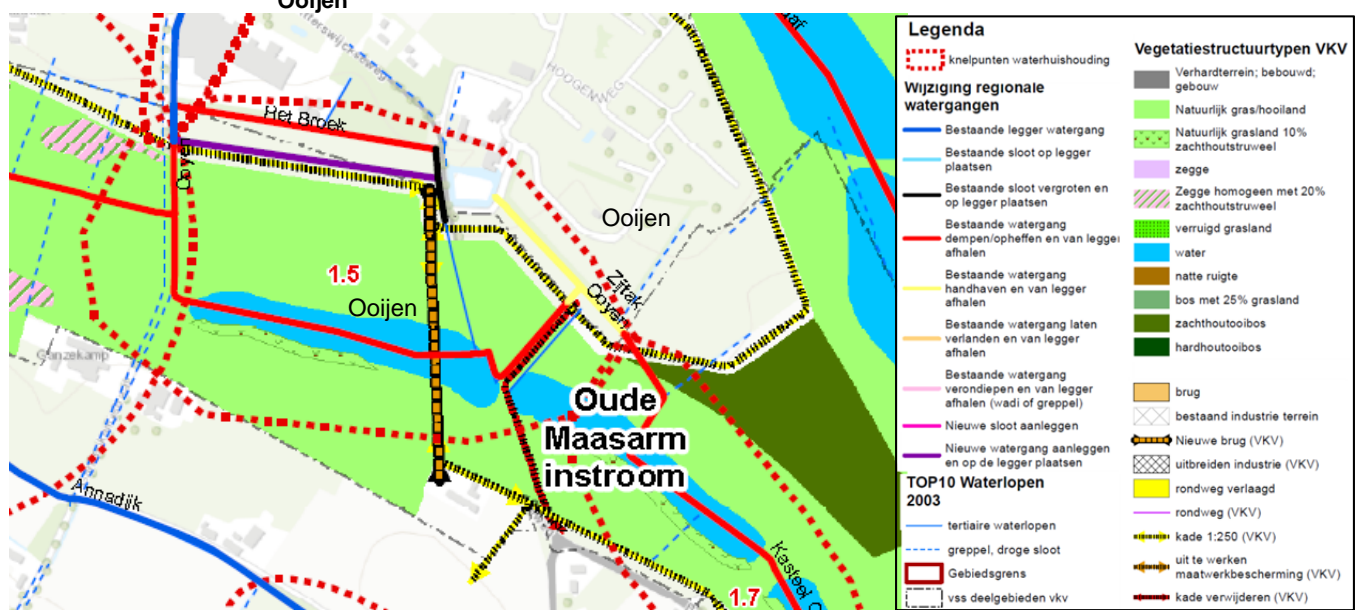 Ooijen
HOOGENWEG
Het Broek
Ooijen
Zijtak
Ooyen
1.5
Ooijen
Ganzekamp
Oude
Maasarm
instroom
Annadijk
Kasteel
1.7
Legenda
knelpunten waterhuishouding
Wijziging regionale
watergangen
Bestaande legger watergang
Bestaande sloot op legger
plaatsen
Bestaande sloot vergroten en
op legger plaatsen
Bestaande watergang
dempen/opheffen en van legger
afhalen
Bestaande watergang
handhaven en van legger
afhalen
Bestaande watergang laten
verlanden en van legger
afhalen
Bestaande watergang
verondiepen en van legger
afhalen (wadi of greppel)
Nieuwe sloot aanleggen
Nieuwe watergang aanleggen
en op de legger plaatsen
TOP10 Waterlopen
2003
tertiaire waterlopen
greppel, droge sloot
Gebiedsgrens
vss deelgebieden vkv
Vegetatiestructuurtypen VKV
Verhardterrein; bebouwd;
gebouw
Natuurlijk gras/hooiland
Natuurlijk grasland 10%
zachthoutstruweel
zegge
Zegge homogeen met 20%
zachthoutstruweel
verruigd grasland
water
natte ruigte
bos met 25% grasland
zachthoutooibos
hardhoutooibos
brug
bestaand industrie terrein
Nieuwe brug (VKV)
uitbreiden industrie (VKV)
rondweg verlaagd
rondweg (VKV)
kade 1:250 (VKV)
uit te werken
maatwerkbescherming (VKV)
kade verwijderen (VKV)